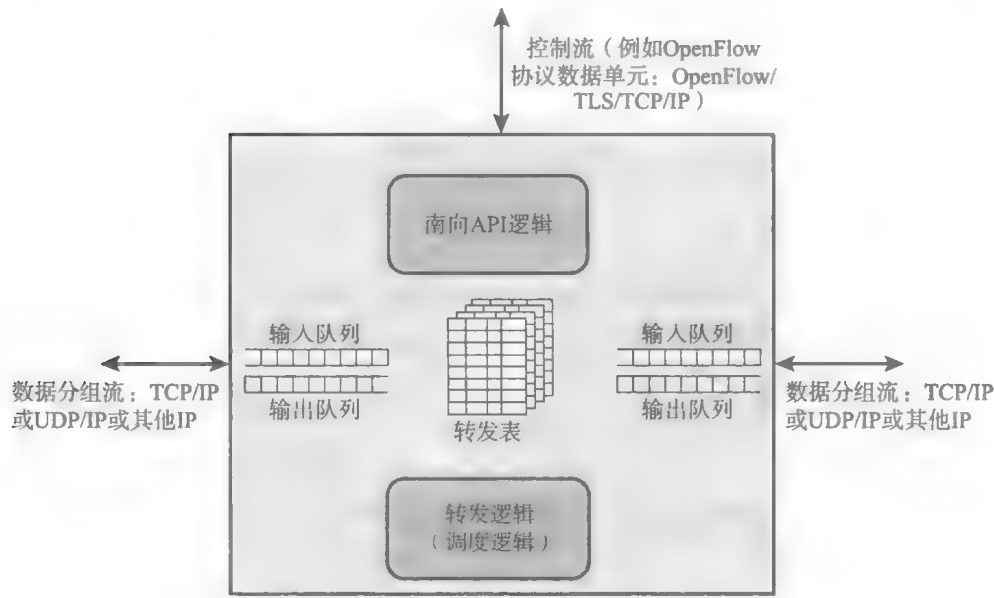 控制流（例如OpenFlow
协议数据单元：OpenFlow/
TLS/TCP/IP）
南向API逻辑
输入队列
输出队列
转发表
输入队列
输出队列
数据分组流：TCP/IP
或UDP/IP或其他IP
数据分组流：TCP/IP
或UDP/IP或其他IP
转发逻辑
（调度逻辑）